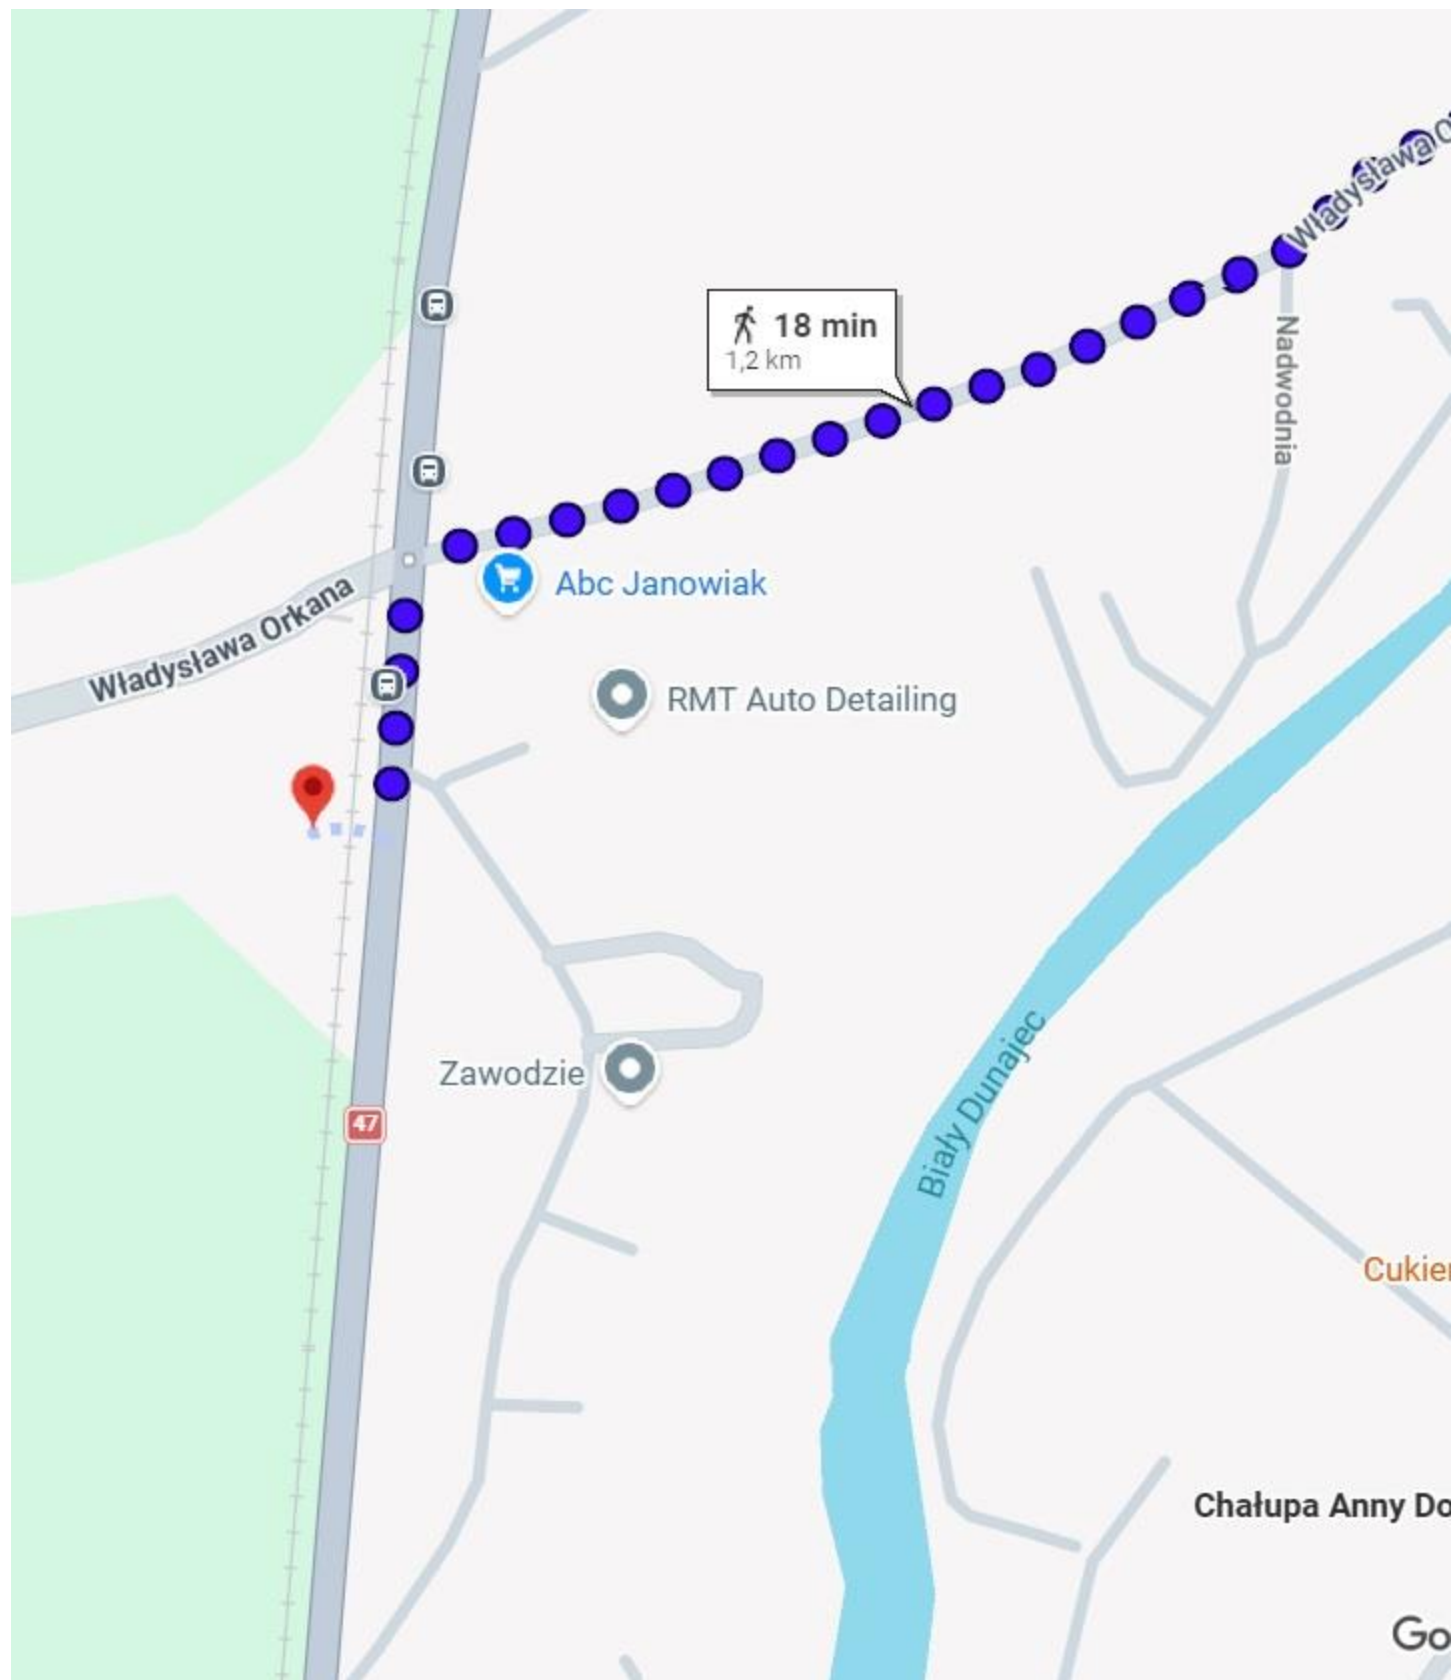 Władysława O
18 min
1,2 km
Nadwodnia
Abc Janowiak
Władysława Orkana
RMT Auto Detailing
Zawodzie
47
Biały Dunajec
Cukier
Chałupa Anny Do
Go